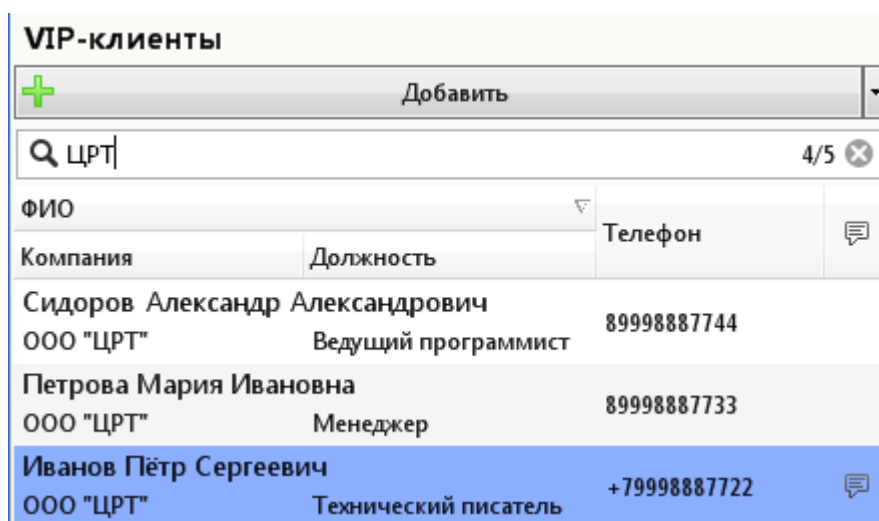 VIP-клиенты
Добавить
ЦРТ 4/5
ФИО
Телефон
Компания Должность
Сидоров Александр Александрович
ООО "ЦРТ" Ведущий программист
89998887744
Петрова Мария Ивановна
ООО "ЦРТ" Менеджер
89998887733
Иванов Пётр Сергеевич
ООО "ЦРТ" Технический писатель
+79998887722